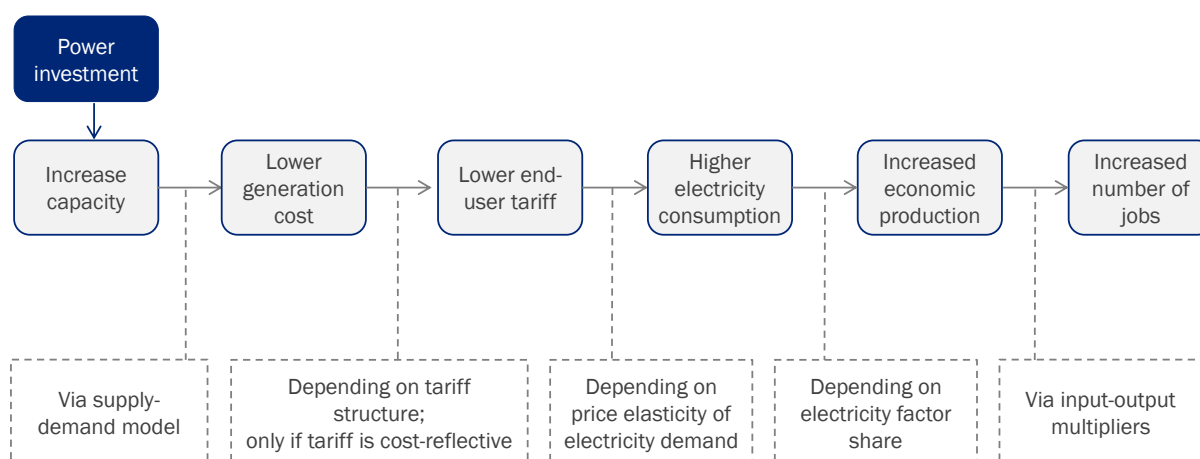 Power
investment
Increase
capacity
Lower
generation
cost
Lower end-
user tariff
Higher
electricity
consumption
Increased
economic
production
Increased
number of
jobs
Via supply-
demand model
Depending on tariff
structure;
only if tariff is cost-reflective
Depending on
price elasticity of
electricity demand
Depending on
electricity factor
share
Via input-output
multipliers